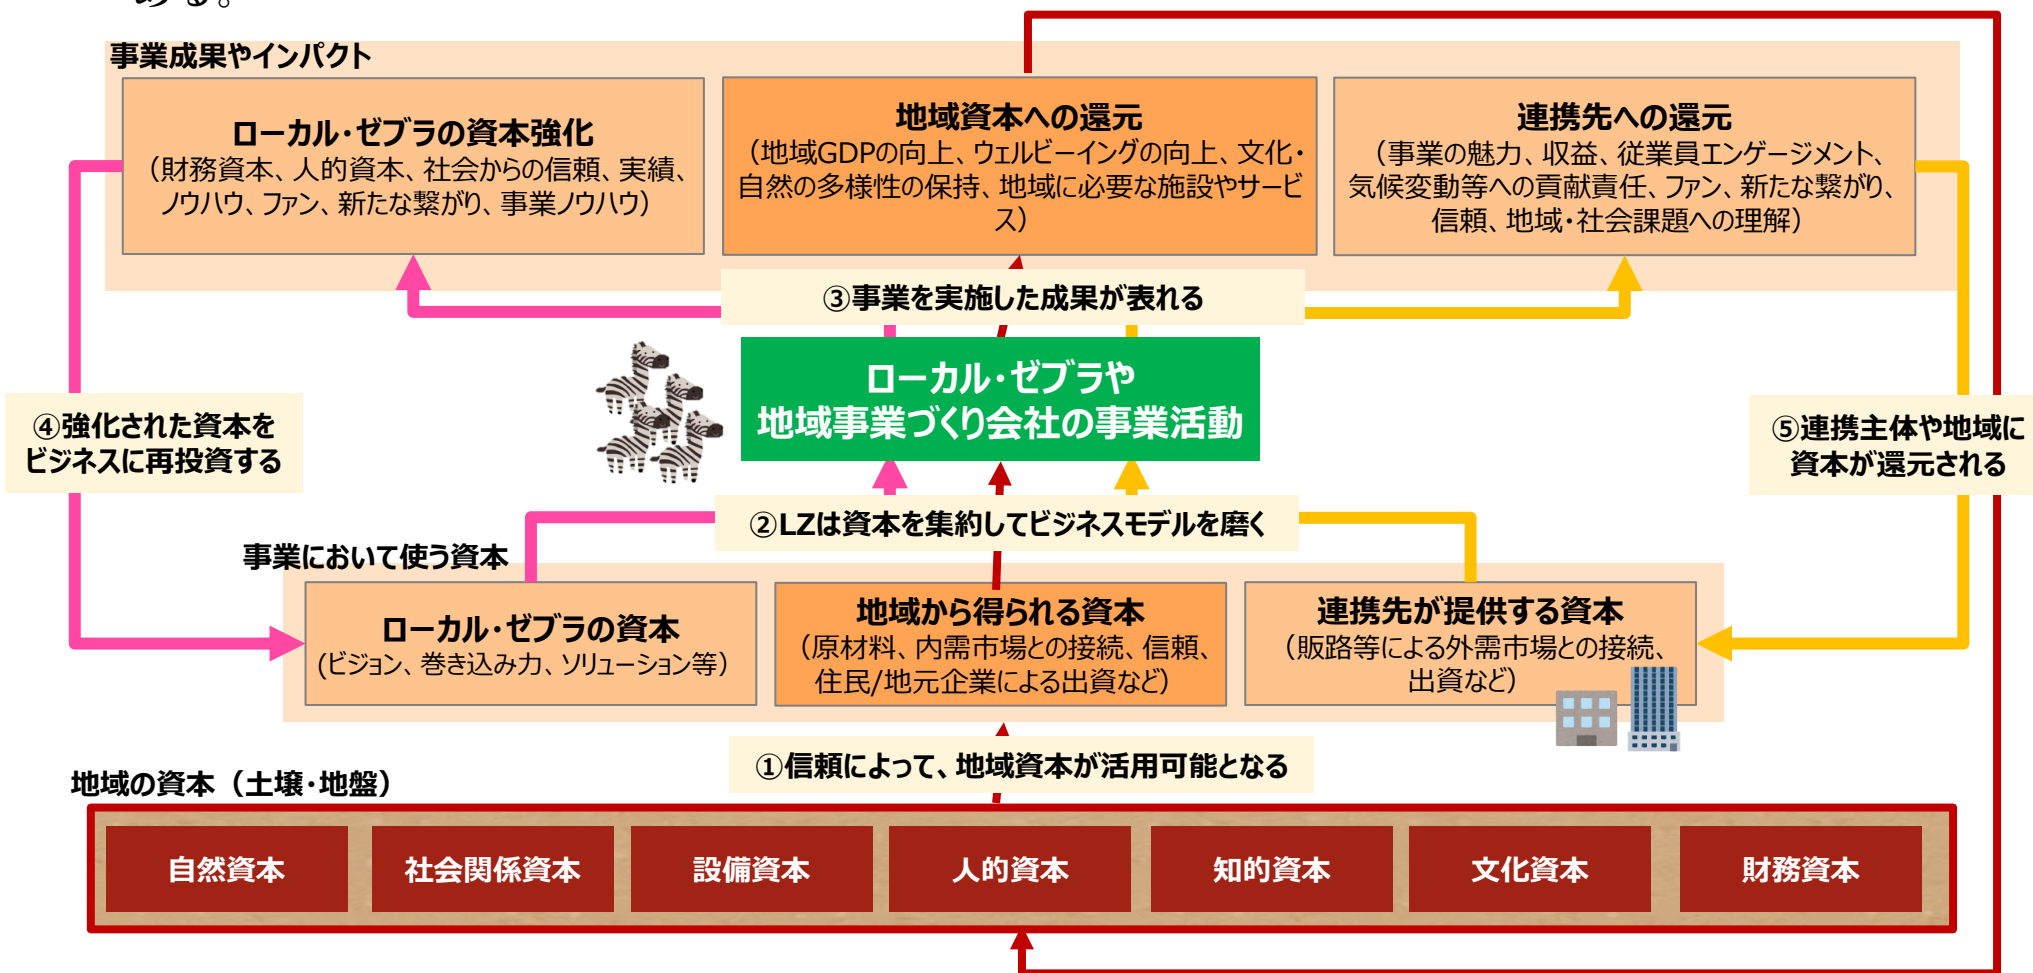 ある。
事業成果やインパクト
ローカル・ゼブラの資本強化
（財務資本、人的資本、社会からの信頼、実績、
ノウハウ、ファン、新たな繋がり、事業ノウハウ）
地域資本への還元
（地域GDPの向上、ウェルビーイングの向上、文化・
自然の多様性の保持、地域に必要な施設やサービ
ス）
連携先への還元
（事業の魅力、収益、従業員エンゲージメント、
気候変動等への貢献責任、ファン、新たな繋がり、
信頼、地域・社会課題への理解）
③事業を実施した成果が表れる
ローカル・ゼブラや
地域事業づくり会社の事業活動
④強化された資本を
ビジネスに再投資する
⑤連携主体や地域に
資本が還元される
②LZは資本を集約してビジネスモデルを磨く
事業において使う資本
ローカル・ゼブラの資本
(ビジョン、巻き込み力、ソリューション等）
地域から得られる資本
（原材料、内需市場との接続、信頼、
住民/地元企業による出資など）
連携先が提供する資本
（販路等による外需市場との接続、
出資など）
①信頼によって、地域資本が活用可能となる
地域の資本（土壌・地盤）
自然資本
社会関係資本
設備資本
人的資本
知的資本
文化資本
財務資本